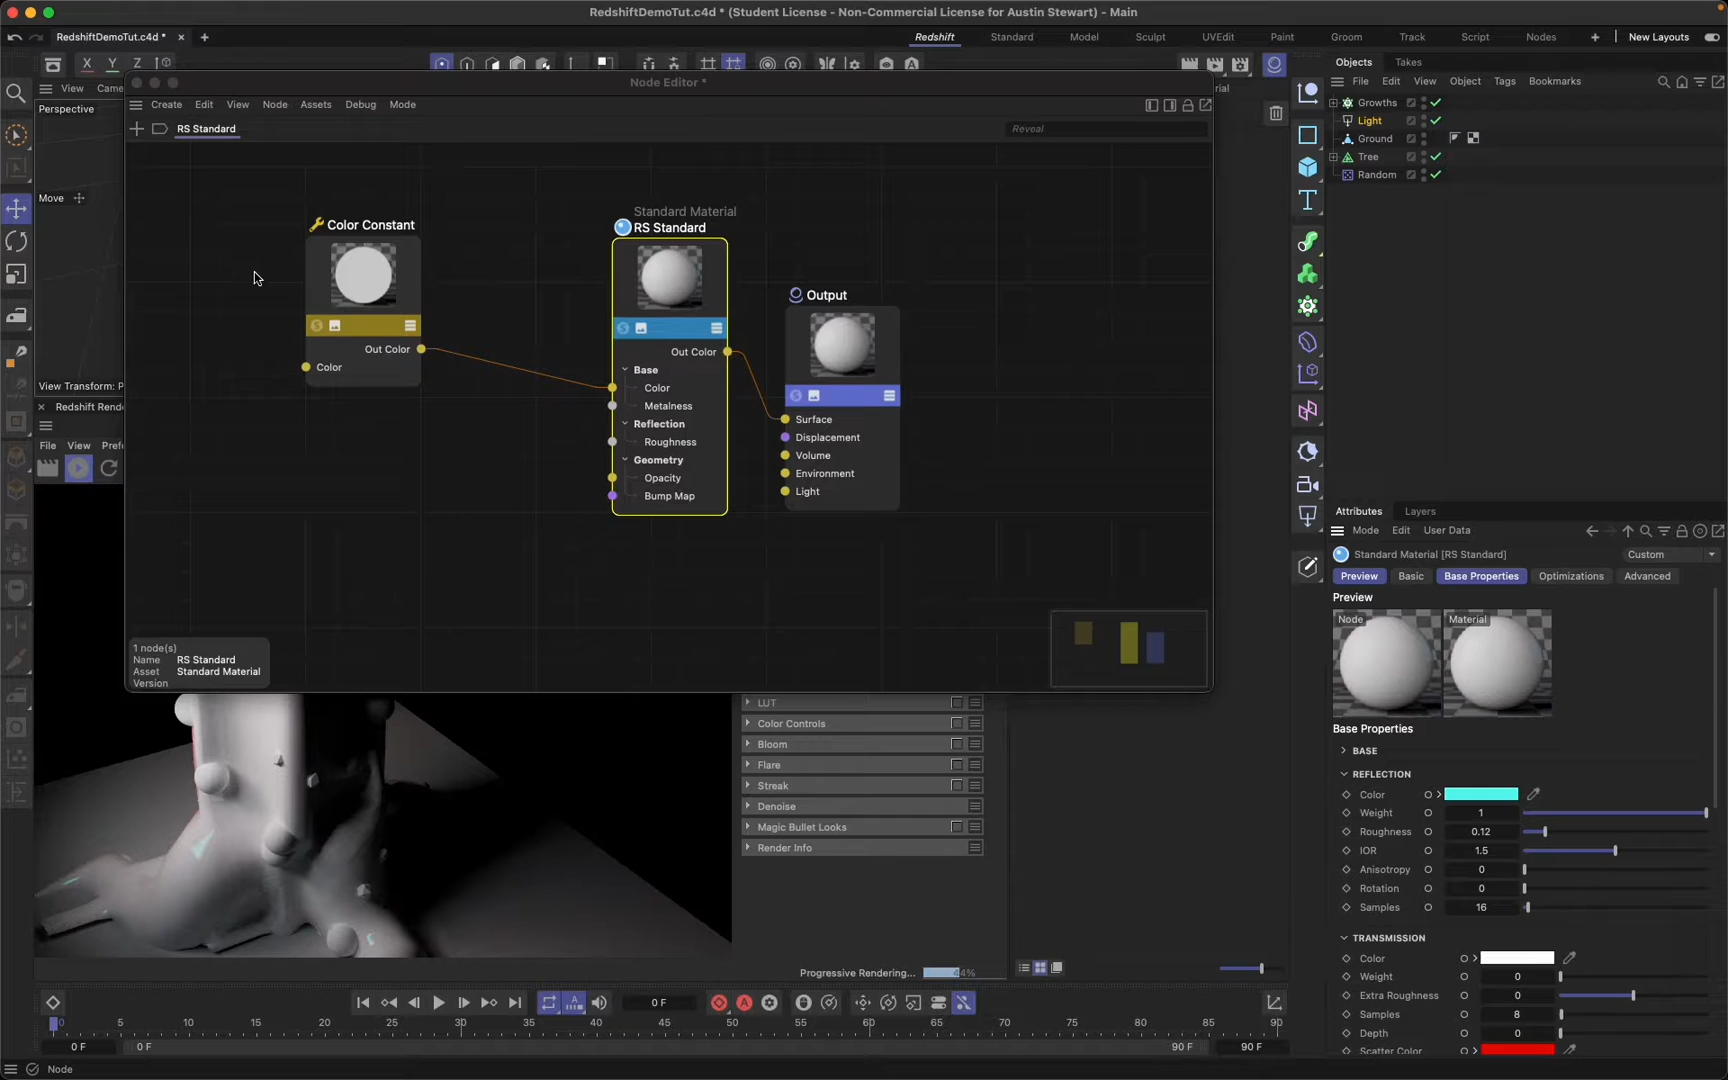 RedshiftDemoTut.c4d * (Student License - Non-Commercial License for Austin Stewart) - Main
RedshiftDemoTut.c4d *
Redshift
Standard
Model
Sculpt
UVEdit
Paint
Groom
Track
Script
Nodes
New Layouts
X Y Z
View
Perspective
Move
Node Editor *
Create Edit View Node Assets Debug Mode
RS Standard
Reveal
Color Constant
Out Color
Color
Standard Material
RS Standard
Out Color
Base
Color
Metalness
Reflection
Roughness
Geometry
Opacity
Bump Map
Output
Surface
Displacement
Volume
Environment
Light
1 node(s)
Name RS Standard
Asset Standard Material
Version
File View
LUT
Color Controls
Bloom
Flare
Streak
Denoise
Magic Bullet Looks
Render Info
Progressive Rendering...
Objects Takes
File Edit View Object Tags Bookmarks
Growths
Light
Ground
Tree
Random
Attributes Layers
Mode Edit User Data
Standard Material [RS Standard]
Custom
Preview Basic Base Properties Optimizations Advanced
Preview
Node
Material
Base Properties
BASE
REFLECTION
Color
Weight 1
Roughness 0.12
IOR 1.5
Anisotropy 0
Rotation 0
Samples 16
TRANSMISSION
Color
Weight 0
Extra Roughness 0
Samples 8
Depth 0
Scatter Color
0 F
0 5 10 15 20 25 30 35 40 45 50 55 60 65 70 75 80 85 90
0 F 0 F 90 F 90 F
Node